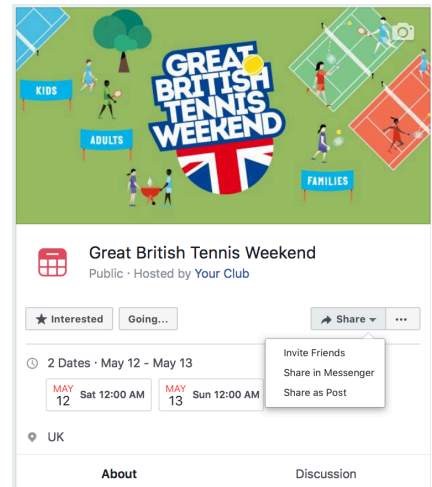 GREAT
BRITISH
TENNIS
WEEKEND
KIDS
ADULTS
FAMILIES
Great British Tennis Weekend
Public · Hosted by Your Club
Interested
Going...
Share
···
Invite Friends
Share in Messenger
Share as Post
2 Dates · May 12 - May 13
MAY 12 Sat 12:00 AM
MAY 13 Sun 12:00 AM
UK
About
Discussion